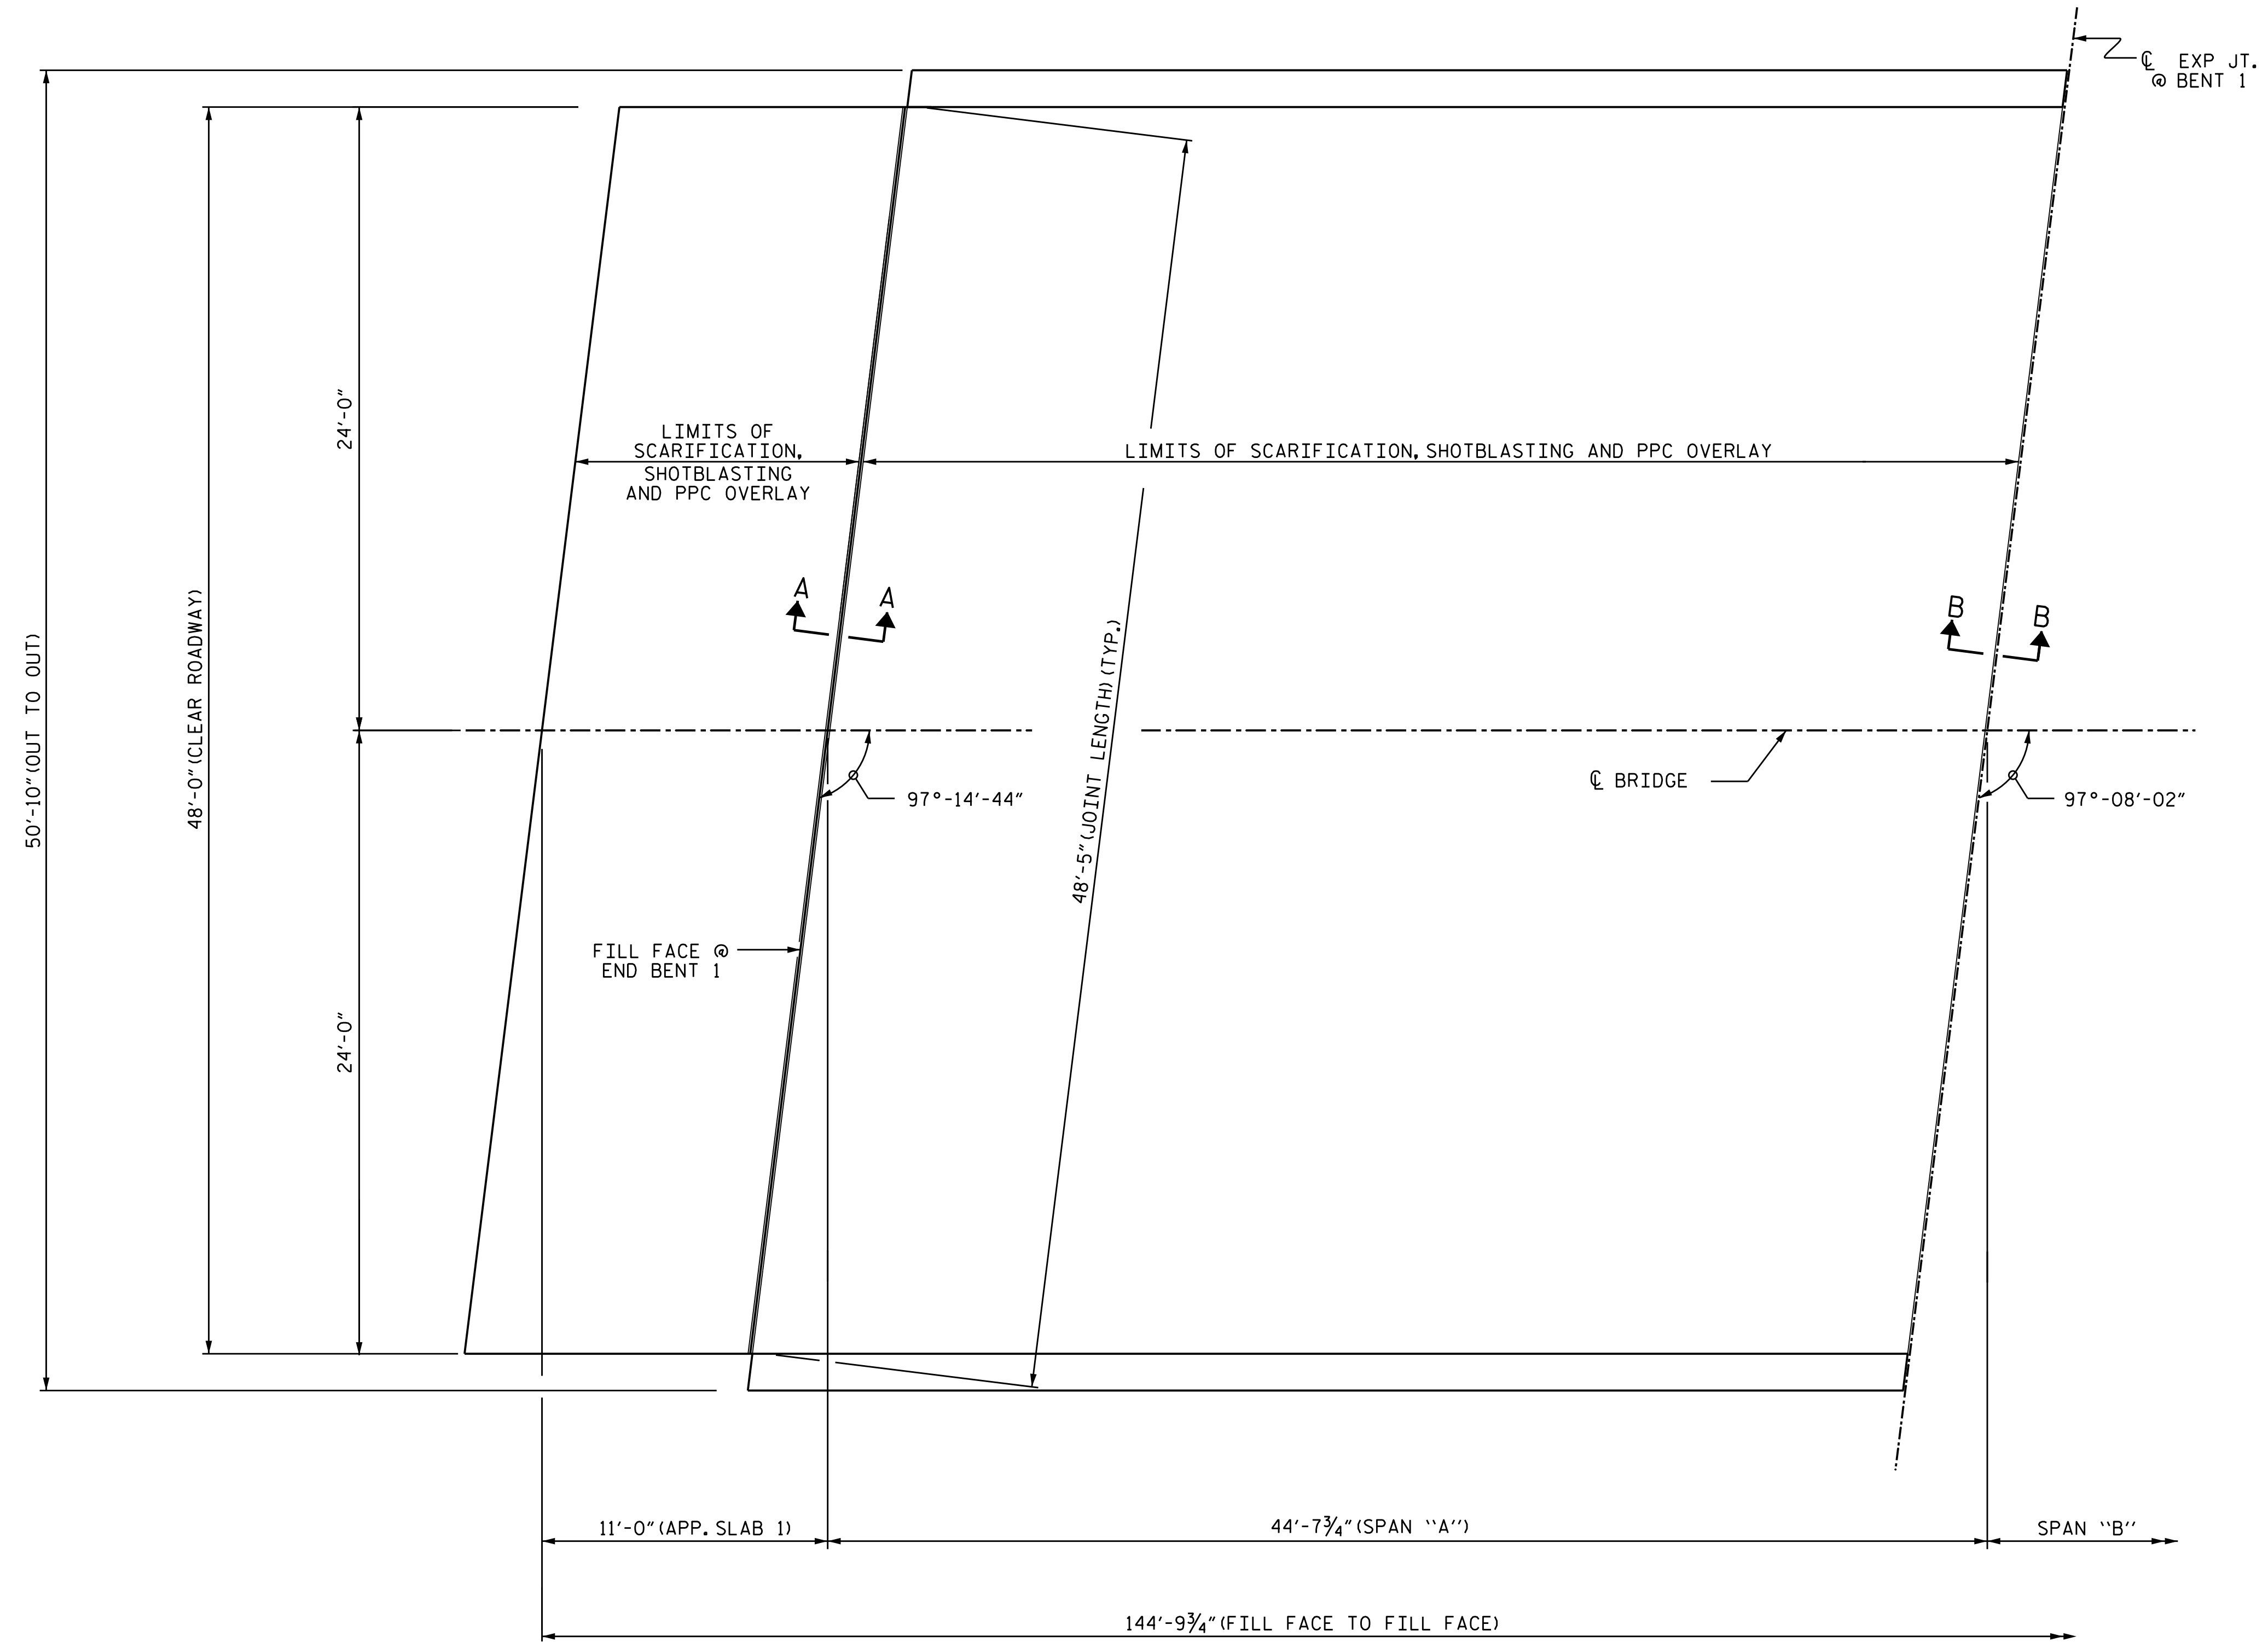 ℄ EXP JT.
@ BENT 1
24'-0"
LIMITS OF
SCARIFICATION,
SHOTBLASTING
AND PPC OVERLAY
LIMITS OF SCARIFICATION, SHOTBLASTING AND PPC OVERLAY
A
A
B
B
50'-10" (OUT TO OUT)
48'-0" (CLEAR ROADWAY)
48'-5" (JOINT LENGTH) (TYP.)
℄ BRIDGE
97°-14'-44"
97°-08'-02"
FILL FACE @
END BENT 1
24'-0"
11'-0" (APP. SLAB 1)
44'-7¾" (SPAN ``A'')
SPAN ``B''
144'-9¾" (FILL FACE TO FILL FACE)